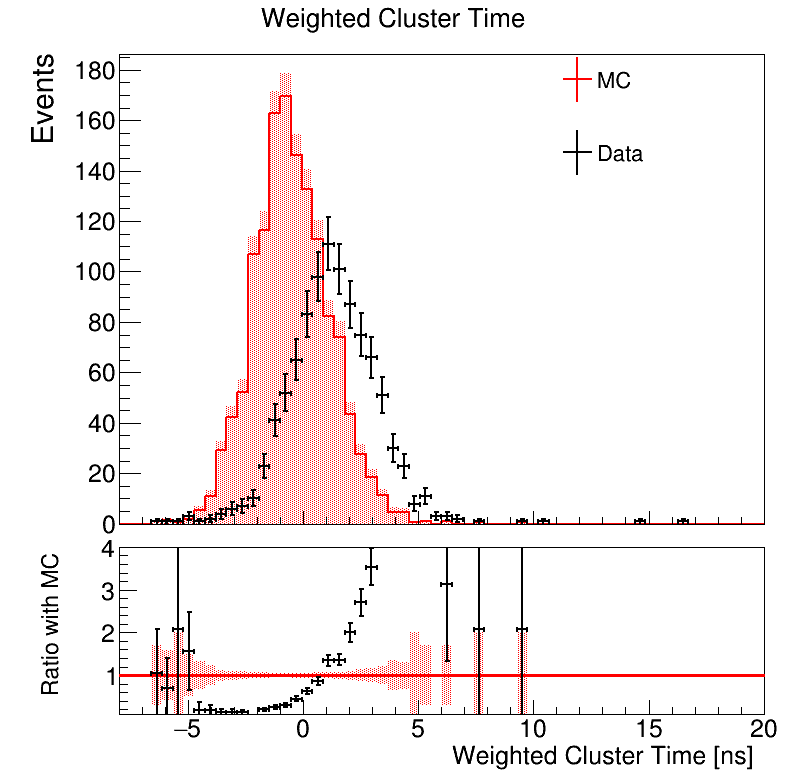 Weighted Cluster Time
Events
180
160
140
120
100
80
60
40
20
0
MC
Data
Ratio with MC
4
3
2
1
−5 0 5 10 15 20
Weighted Cluster Time [ns]